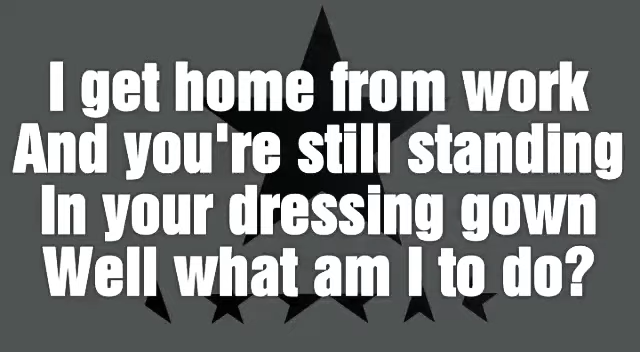 I get home from work
And you're still standing
In your dressing gown
Well what am I to do?